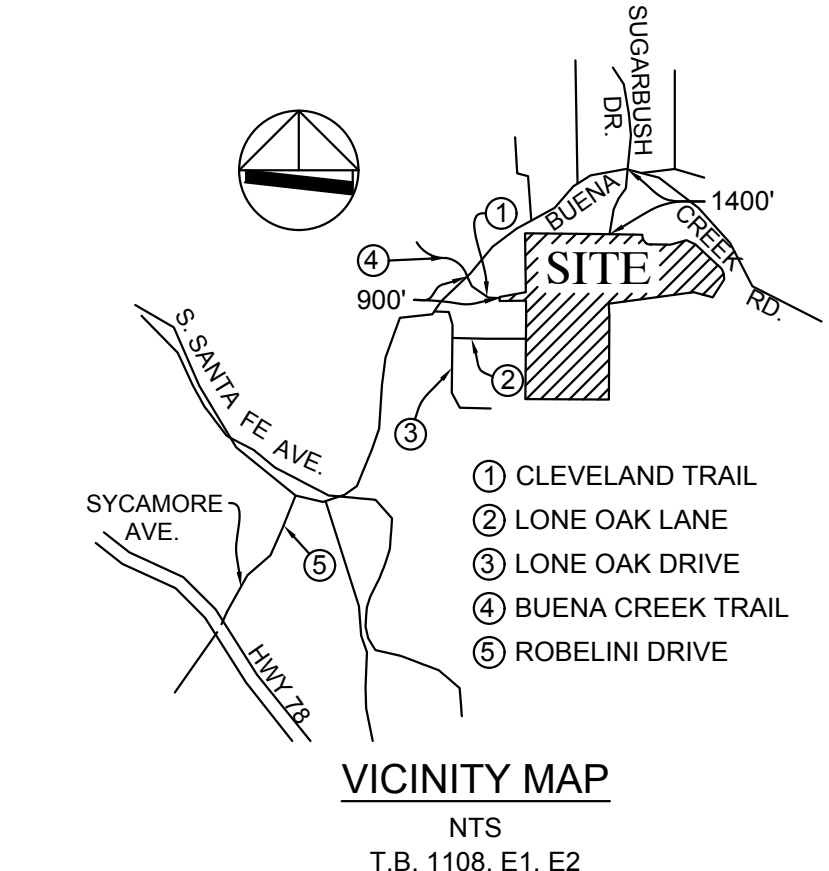 SUGARBUSH
DR.
BUENA
CREEK
RD.
1400'
1
4
SITE
900'
2
3
S. SANTA FE AVE.
SYCAMORE
AVE.
5
HWY 78
1 CLEVELAND TRAIL
2 LONE OAK LANE
3 LONE OAK DRIVE
4 BUENA CREEK TRAIL
5 ROBELINI DRIVE
VICINITY MAP
NTS
T.B. 1108. E1. E2